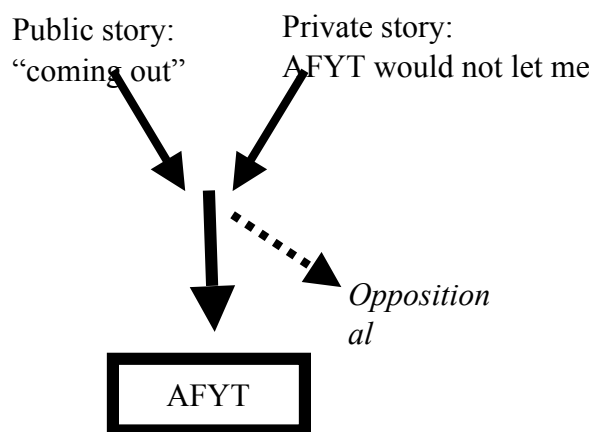 Public story:
“coming out”
Private story:
AFYT would not let me
Opposition
al
AFYT